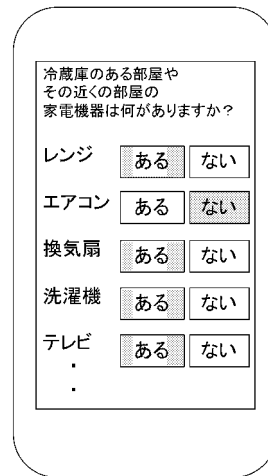 冷蔵庫のある部屋や
その近くの部屋の
家電機器は何がありますか？
レンジ ある ない
エアコン ある ない
換気扇 ある ない
洗濯機 ある ない
テレビ ある ない
・
・